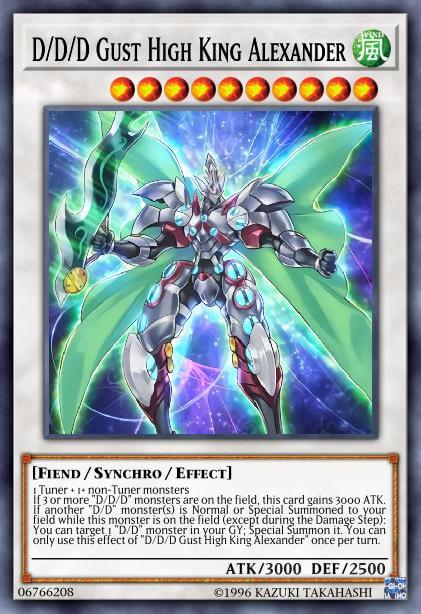 D/D/D Gust High King Alexander
WIND
風
[Fiend / Synchro / Effect]
1 Tuner + 1+ non-Tuner monsters
If 3 or more "D/D/D" monsters are on the field, this card gains 3000 ATK.
If another "D/D" monster(s) is Normal or Special Summoned to your
field while this monster is on the field (except during the Damage Step):
You can target 1 "D/D" monster in your GY; Special Summon it. You can
only use this effect of "D/D/D Gust High King Alexander" once per turn.
ATK/3000 DEF/2500
06766208
©1996 KAZUKI TAKAHASHI